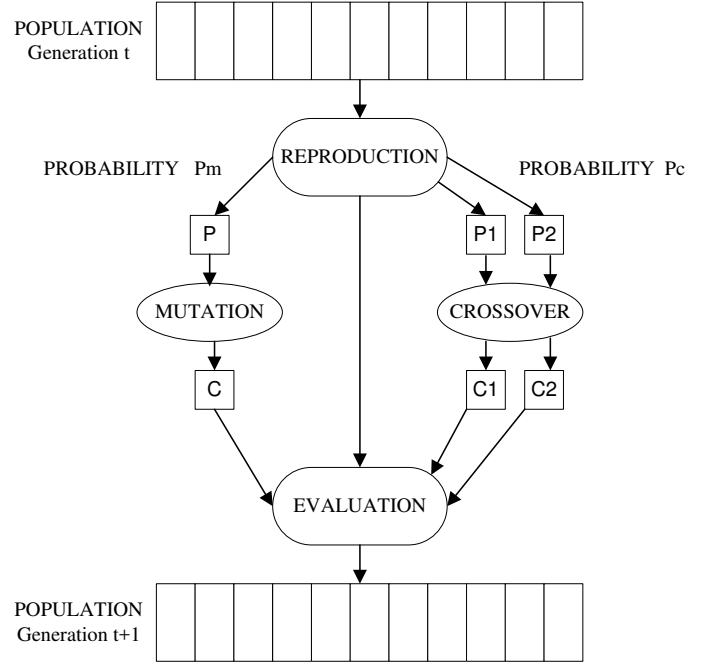 POPULATION
Generation t
REPRODUCTION
PROBABILITY Pm
PROBABILITY Pc
P
P1
P2
MUTATION
CROSSOVER
C
C1
C2
EVALUATION
POPULATION
Generation t+1